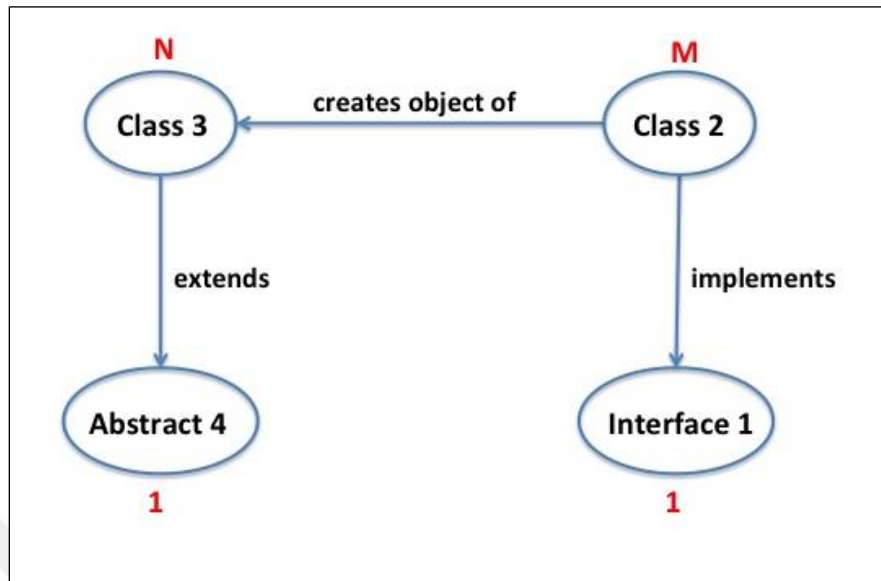 N
M
creates object of
Class 3
Class 2
extends
implements
Abstract 4
Interface 1
1
1